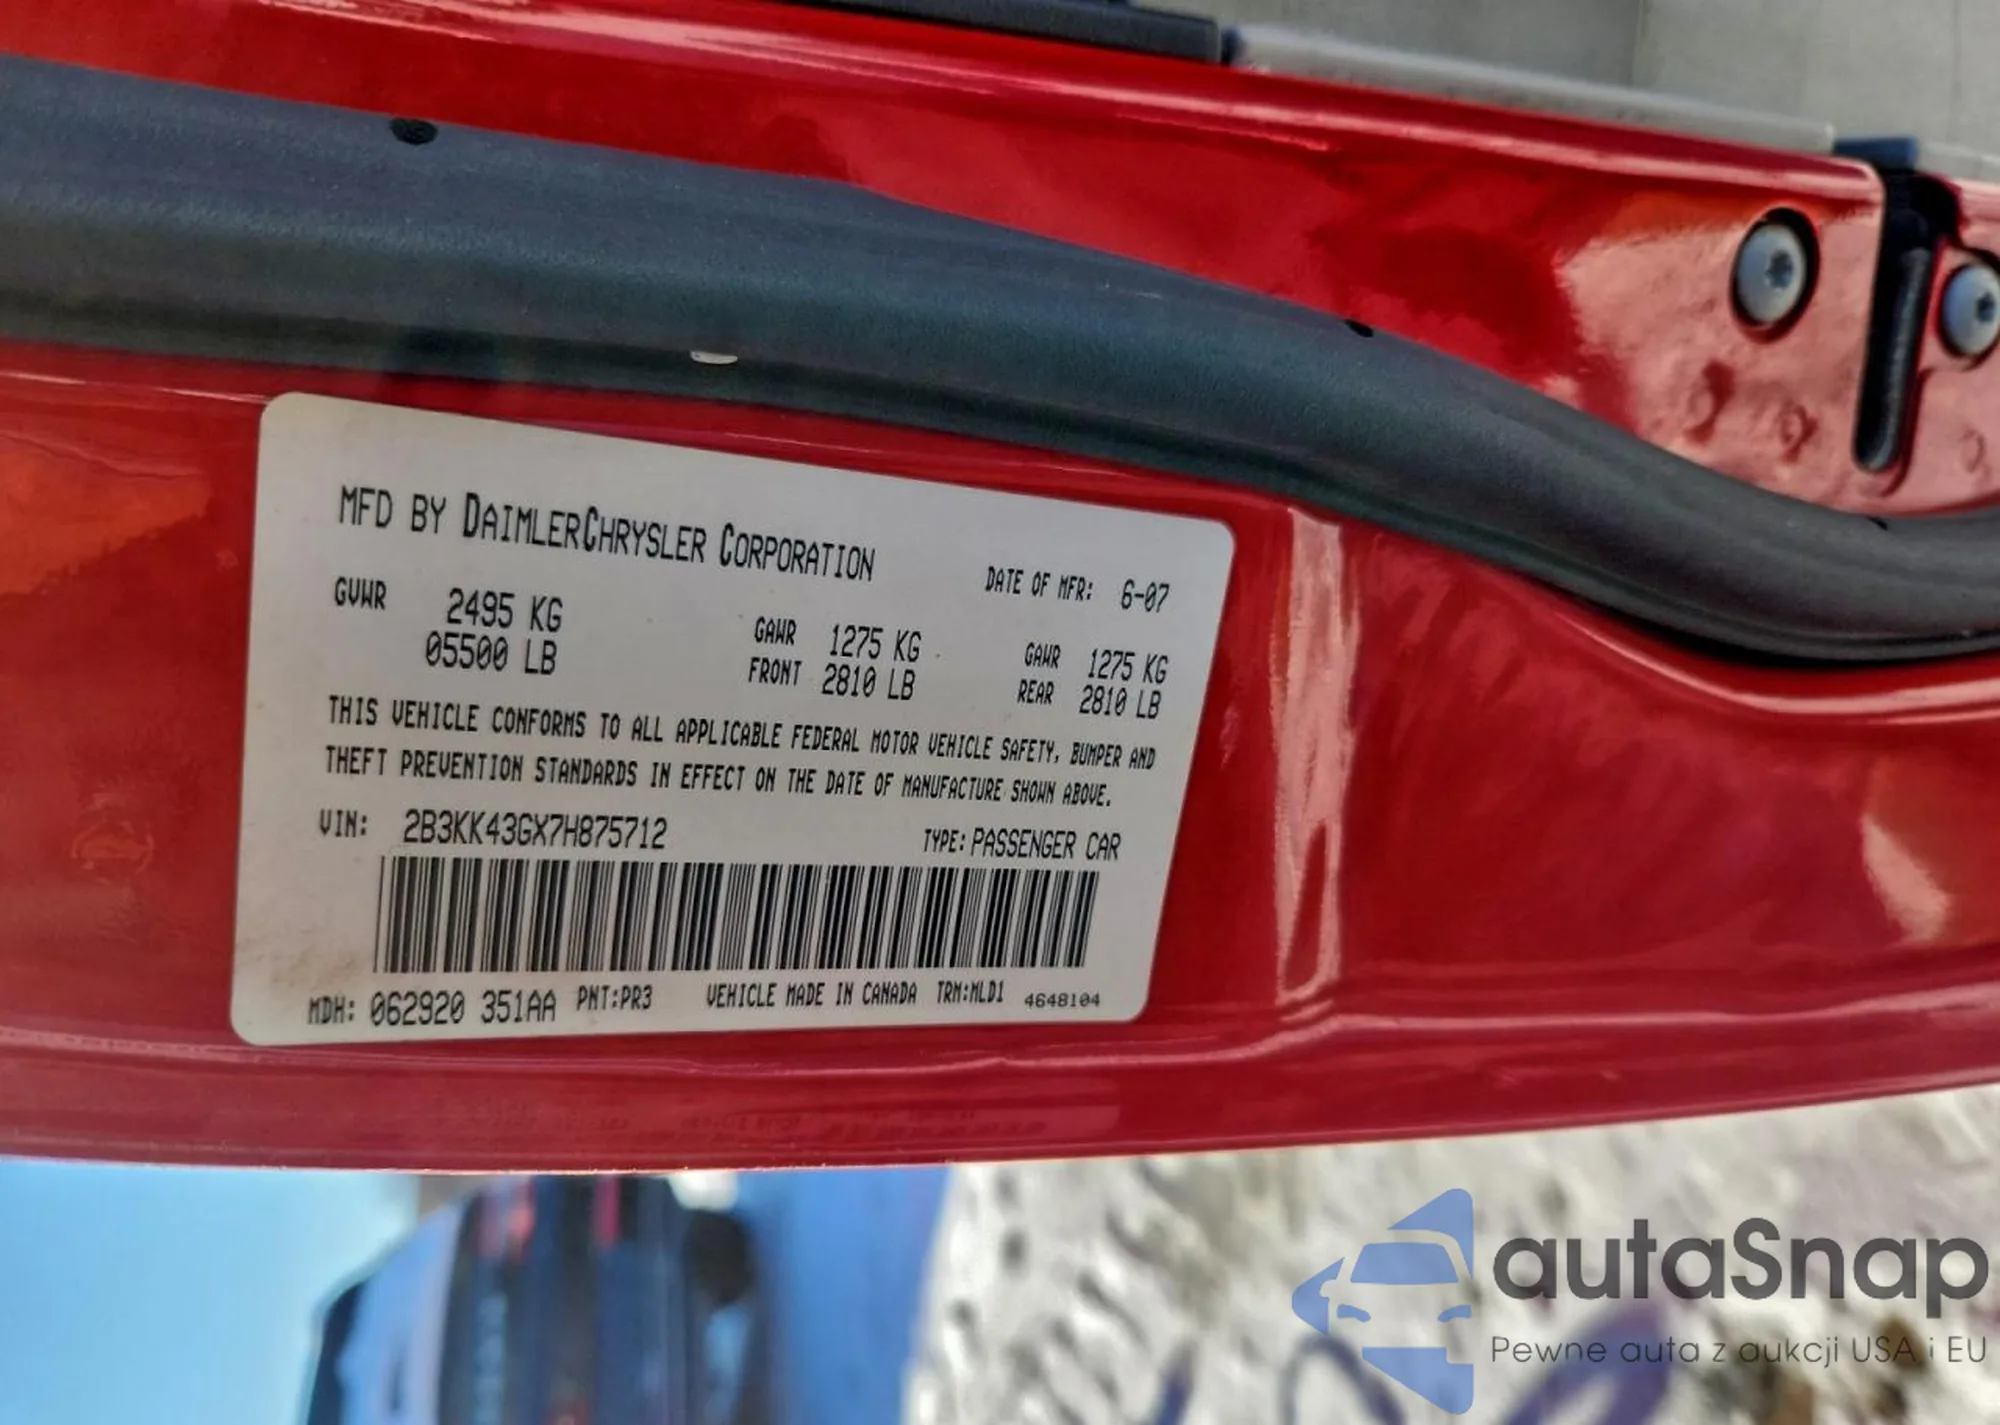 MFD BY DAIMLERCHRYSLER CORPORATION
DATE OF MFR: 6-07
GVWR 2495 KG
05500 LB
GAWR FRONT 1275 KG
2810 LB
GAWR REAR 1275 KG
2810 LB
THIS VEHICLE CONFORMS TO ALL APPLICABLE FEDERAL MOTOR VEHICLE SAFETY, BUMPER AND
THEFT PREVENTION STANDARDS IN EFFECT ON THE DATE OF MANUFACTURE SHOWN ABOVE.
VIN: 2B3KK43GX7H875712 TYPE: PASSENGER CAR
MDH: 062920 351AA PNT:PR3 VEHICLE MADE IN CANADA TRM:MLD1 4648104
autaSnap
Pewne auta z aukcji USA i EU